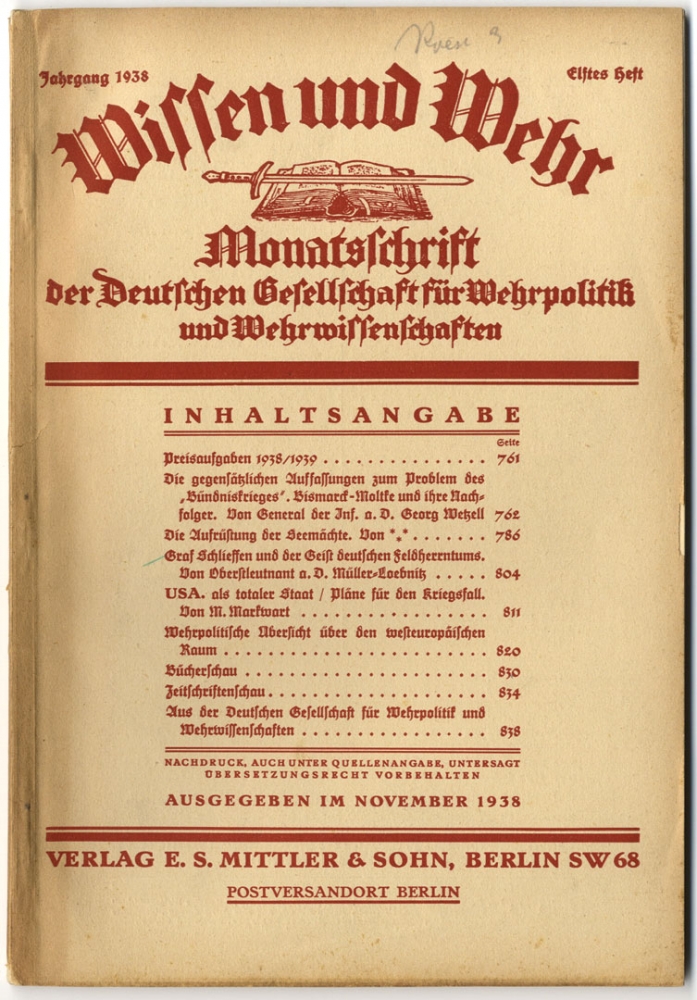 Jahrgang 1938
Elftes Heft
Wissen und Wehr
Monatsschrift
der Deutschen Gesellschaft für Wehrpolitik
und Wehrwissenschaften
INHALTSANGABE
Seite
Preisaufgaben 1938/1939 . . . . . . . . . . . . . . . 761
Die gegensätzlichen Auffassungen zum Problem des
„Bündniskrieges“. Bismarck-Moltke und ihre Nach-
folger. Von General der Inf. a. D. Georg Wetzell 762
Die Aufrüstung der Seemächte. Von *** . . . . . . . 786
Graf Schlieffen und der Geist deutschen Feldherrntums.
Von Oberstleutnant a. D. Müller-Loebnitz . . . . . 804
USA. als totaler Staat / Pläne für den Kriegsfall.
Von M. Markwart . . . . . . . . . . . . . . . . . 811
Wehrpolitische Übersicht über den westeuropäischen
Raum . . . . . . . . . . . . . . . . . . . . . . . 820
Bücherschau . . . . . . . . . . . . . . . . . . . . . 830
Zeitschriftenschau . . . . . . . . . . . . . . . . . . . 834
Aus der Deutschen Gesellschaft für Wehrpolitik und
Wehrwissenschaften . . . . . . . . . . . . . . . . . 838
NACHDRUCK, AUCH UNTER QUELLENANGABE, UNTERSAGT
ÜBERSETZUNGSRECHT VORBEHALTEN
AUSGEGEBEN IM NOVEMBER 1938
VERLAG E. S. MITTLER & SOHN, BERLIN SW 68
POSTVERSANDORT BERLIN